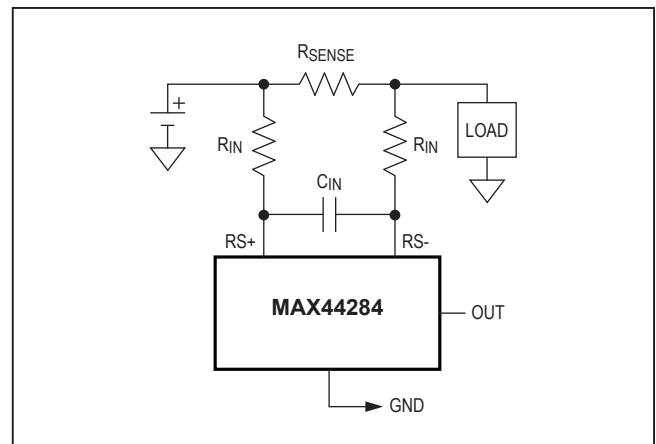 RSENSE
+
RIN
RIN
LOAD
CIN
RS+
RS-
MAX44284
OUT
GND